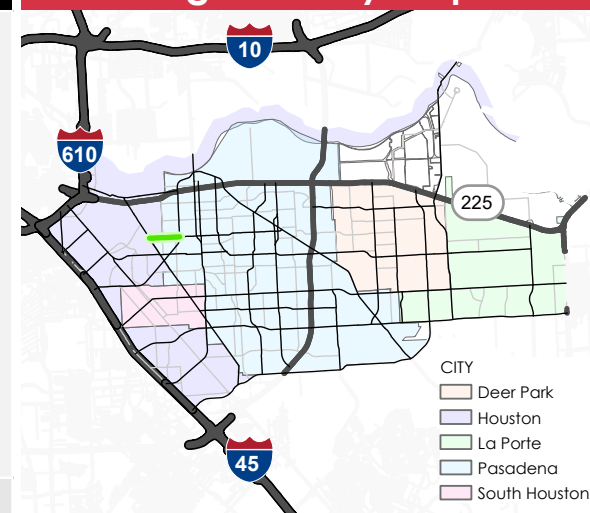 10
610
225
45
CITY
Deer Park
Houston
La Porte
Pasadena
South Houston